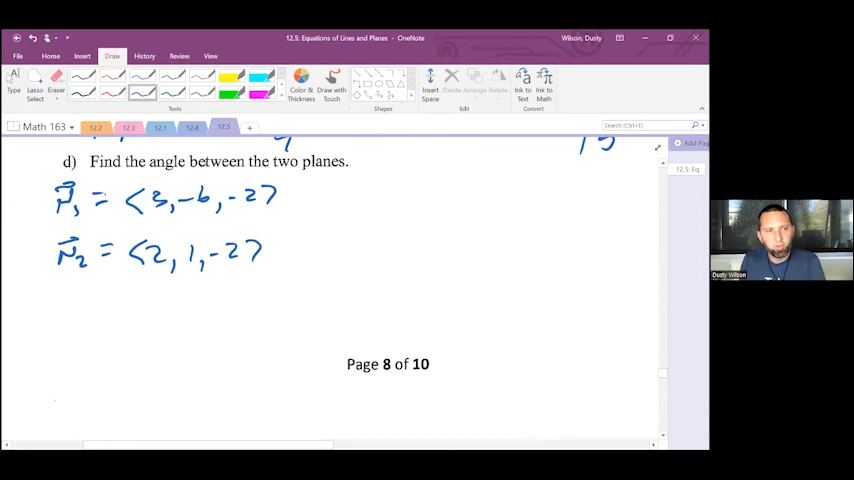 12.5: Equations of Lines and Planes - OneNote
Wilson, Dusty
File Home Insert Draw History Review View
Type Lasso Select Eraser
Color & Thickness Draw with Touch
Insert Space Delete Arrange Rotate
Ink to Text Ink to Math
Tools Shapes Edit Convert
Math 163 12.2 12.3 12.1 12.4 12.5 +
Search (Ctrl+E)
Add Page
12.5: Eq
d) Find the angle between the two planes.
n⃗₁ = <3, -6, -2>
n⃗₂ = <2, 1, -2>
Page 8 of 10
Dusty Wilson